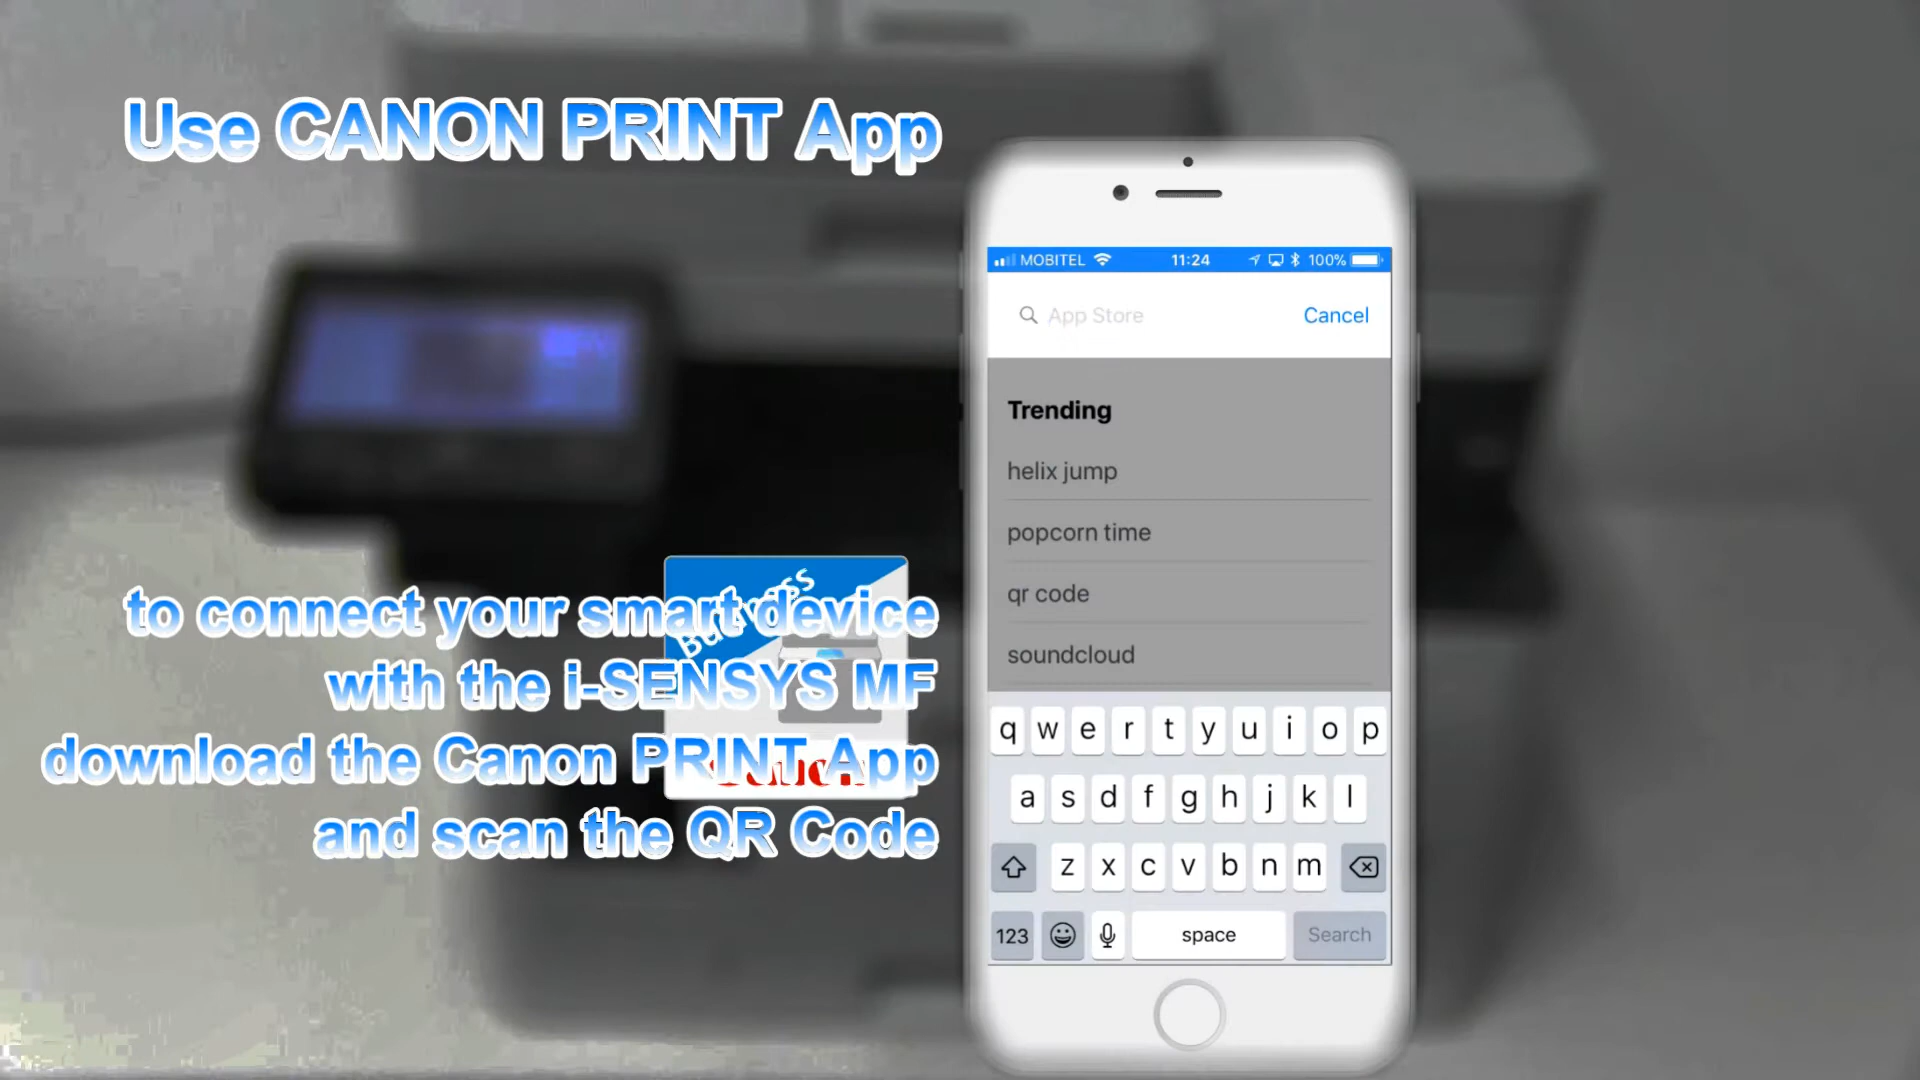 Use CANON PRINT App
to connect your smart device
with the i-SENSYS MF
download the Canon PRINT App
and scan the QR Code
Business
Canon
MOBITEL 11:24 100%
App Store Cancel
Trending
helix jump
popcorn time
qr code
soundcloud
q w e r t y u i o p
a s d f g h j k l
z x c v b n m
123 space Search